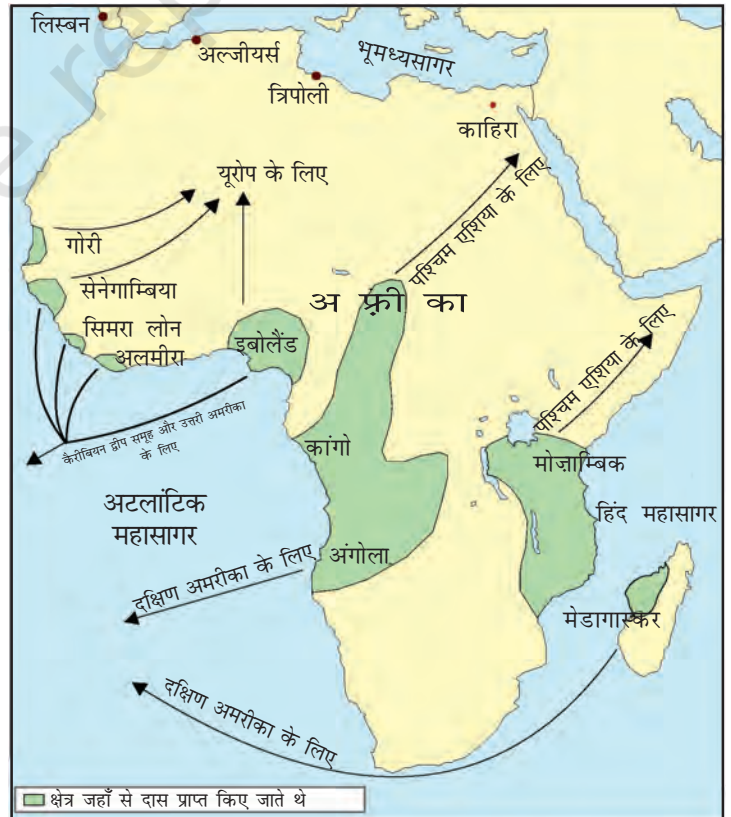 लिस्बन
अल्जीयर्स
भूमध्यसागर
त्रिपोली
काहिरा
यूरोप के लिए
पश्चिम एशिया के लिए
गोरी
सेनेगाम्बिया
अ फ़्री का
सिमरा लोन
अलमीरा
इबोलैंड
पश्चिम एशिया के लिए
कैरीबियन द्वीप समूह और उत्तरी अमरीका
के लिए
कांगो
मोज़ाम्बिक
अटलांटिक
महासागर
हिंद महासागर
अंगोला
दक्षिण अमरीका के लिए
मेडागास्कर
दक्षिण अमरीका के लिए
क्षेत्र जहाँ से दास प्राप्त किए जाते थे